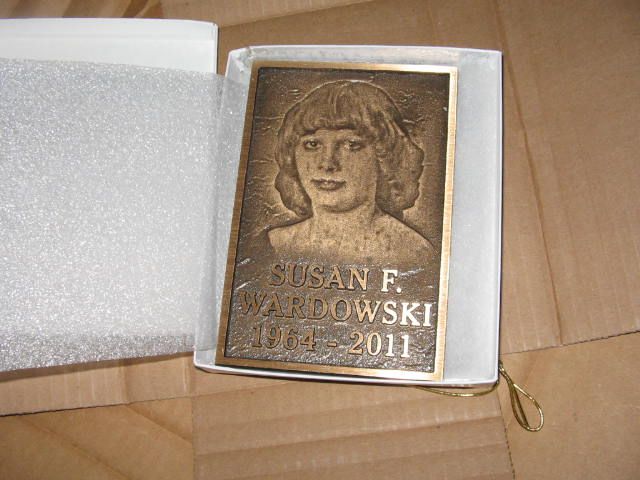 SUSAN F.
WARDOWSKI
1964 - 2011